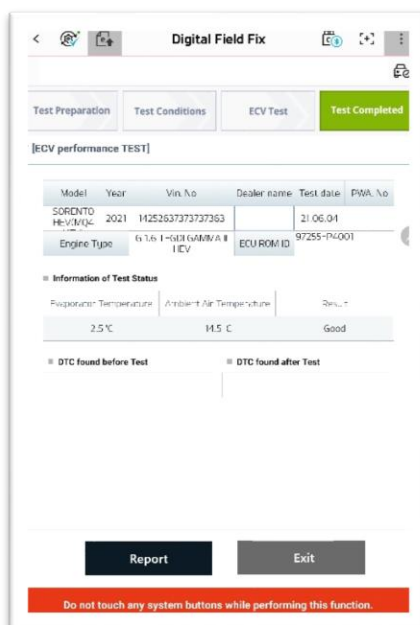 Digital Field Fix
Test Preparation
Test Conditions
ECV Test
Test Completed
[ECV performance TEST]
Model Year Vin. No Dealer name Test date PWA. No
SORENTO 2021 14252637373737363 21.06.04
Engine Type ECU ROM ID 97255-P4001
HEV
Information of Test Status
Evaporator Temperature Ambient Air Temperature Result
2.5 ℃ 14.5 C Good
DTC found before Test DTC found after Test
Report
Exit
Do not touch any system buttons while performing this function.